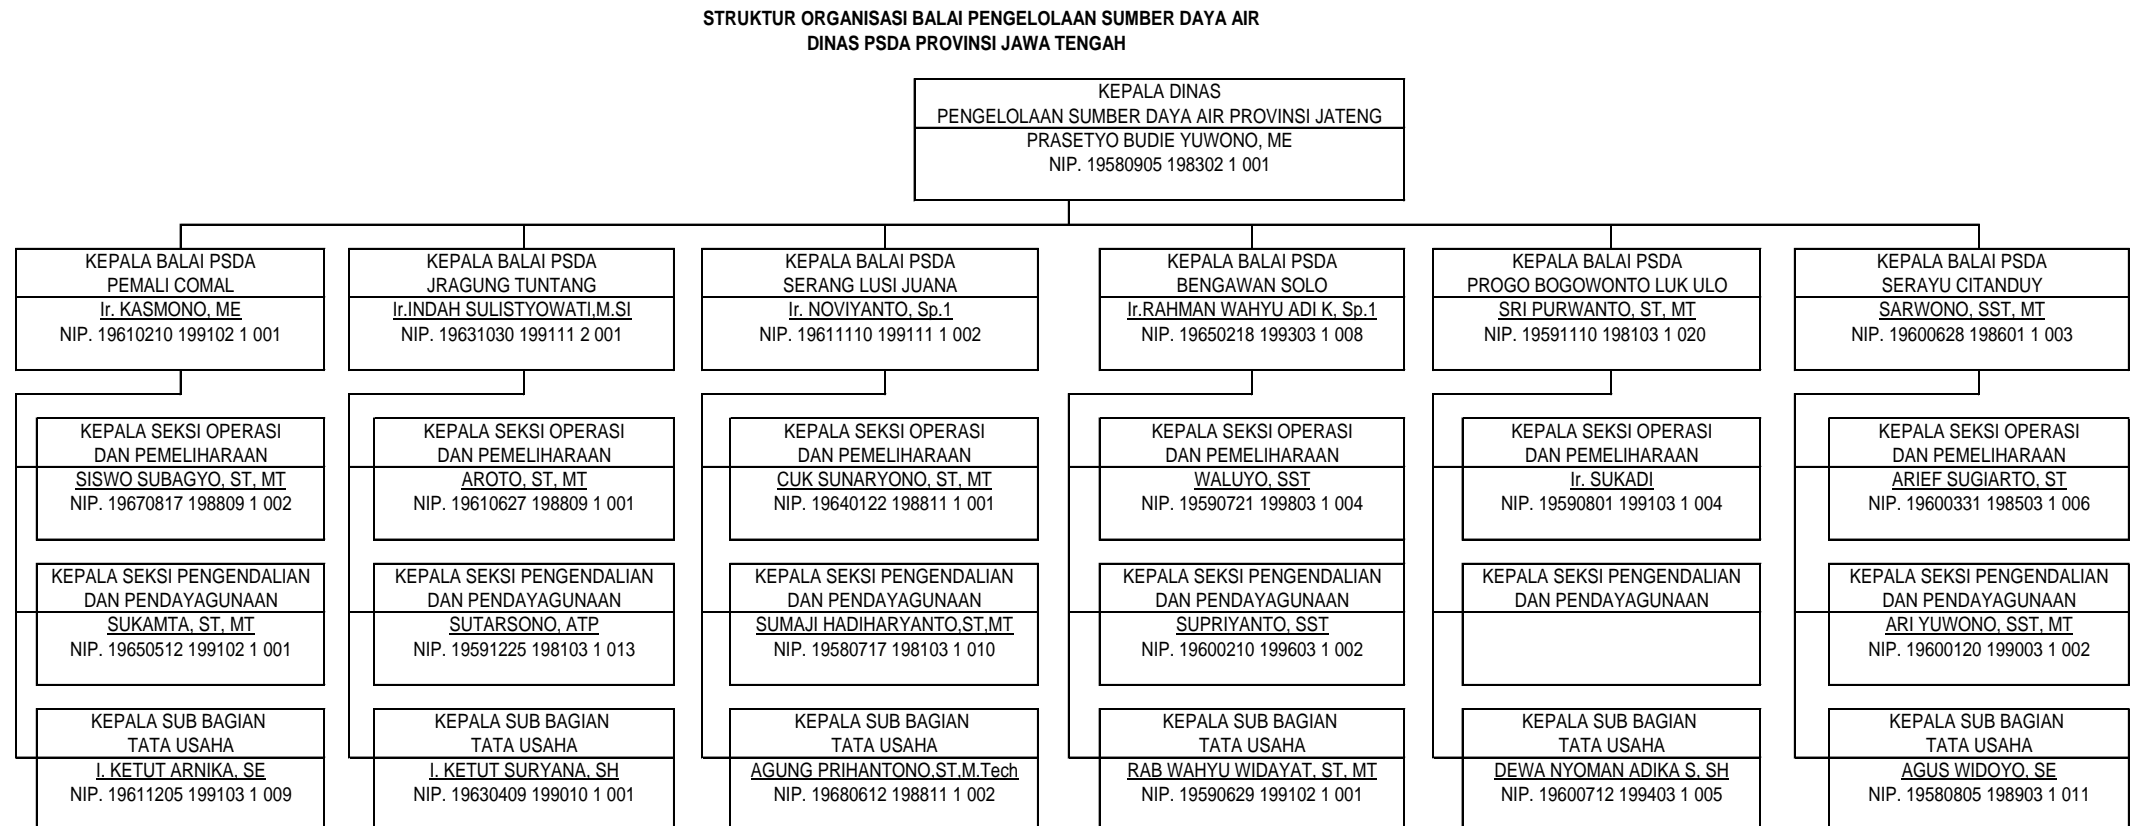 STRUKTUR ORGANISASI BALAI PENGELOLAAN SUMBER DAYA AIR
DINAS PSDA PROVINSI JAWA TENGAH
KEPALA DINAS
PENGELOLAAN SUMBER DAYA AIR PROVINSI JATENG
PRASETYO BUDIE YUWONO, ME
NIP. 19580905 198302 1 001
KEPALA BALAI PSDA
PEMALI COMAL
Ir. KASMONO, ME
NIP. 19610210 199102 1 001
KEPALA BALAI PSDA
JRAGUNG TUNTANG
Ir.INDAH SULISTYOWATI,M.SI
NIP. 19631030 199111 2 001
KEPALA BALAI PSDA
SERANG LUSI JUANA
Ir. NOVIYANTO, Sp.1
NIP. 19611110 199111 1 002
KEPALA BALAI PSDA
BENGAWAN SOLO
Ir.RAHMAN WAHYU ADI K, Sp.1
NIP. 19650218 199303 1 008
KEPALA BALAI PSDA
PROGO BOGOWONTO LUK ULO
SRI PURWANTO, ST, MT
NIP. 19591110 198103 1 020
KEPALA BALAI PSDA
SERAYU CITANDUY
SARWONO, SST, MT
NIP. 19600628 198601 1 003
KEPALA SEKSI OPERASI
DAN PEMELIHARAAN
SISWO SUBAGYO, ST, MT
NIP. 19670817 198809 1 002
KEPALA SEKSI OPERASI
DAN PEMELIHARAAN
AROTO, ST, MT
NIP. 19610627 198809 1 001
KEPALA SEKSI OPERASI
DAN PEMELIHARAAN
CUK SUNARYONO, ST, MT
NIP. 19640122 198811 1 001
KEPALA SEKSI OPERASI
DAN PEMELIHARAAN
WALUYO, SST
NIP. 19590721 199803 1 004
KEPALA SEKSI OPERASI
DAN PEMELIHARAAN
Ir. SUKADI
NIP. 19590801 199103 1 004
KEPALA SEKSI OPERASI
DAN PEMELIHARAAN
ARIEF SUGIARTO, ST
NIP. 19600331 198503 1 006
KEPALA SEKSI PENGENDALIAN
DAN PENDAYAGUNAAN
SUKAMTA, ST, MT
NIP. 19650512 199102 1 001
KEPALA SEKSI PENGENDALIAN
DAN PENDAYAGUNAAN
SUTARSONO, ATP
NIP. 19591225 198103 1 013
KEPALA SEKSI PENGENDALIAN
DAN PENDAYAGUNAAN
SUMAJI HADIHARYANTO,ST,MT
NIP. 19580717 198103 1 010
KEPALA SEKSI PENGENDALIAN
DAN PENDAYAGUNAAN
SUPRIYANTO, SST
NIP. 19600210 199603 1 002
KEPALA SEKSI PENGENDALIAN
DAN PENDAYAGUNAAN
KEPALA SEKSI PENGENDALIAN
DAN PENDAYAGUNAAN
ARI YUWONO, SST, MT
NIP. 19600120 199003 1 002
KEPALA SUB BAGIAN
TATA USAHA
I. KETUT ARNIKA, SE
NIP. 19611205 199103 1 009
KEPALA SUB BAGIAN
TATA USAHA
I. KETUT SURYANA, SH
NIP. 19630409 199010 1 001
KEPALA SUB BAGIAN
TATA USAHA
AGUNG PRIHANTONO,ST,M.Tech
NIP. 19680612 198811 1 002
KEPALA SUB BAGIAN
TATA USAHA
RAB WAHYU WIDAYAT, ST, MT
NIP. 19590629 199102 1 001
KEPALA SUB BAGIAN
TATA USAHA
DEWA NYOMAN ADIKA S, SH
NIP. 19600712 199403 1 005
KEPALA SUB BAGIAN
TATA USAHA
AGUS WIDOYO, SE
NIP. 19580805 198903 1 011